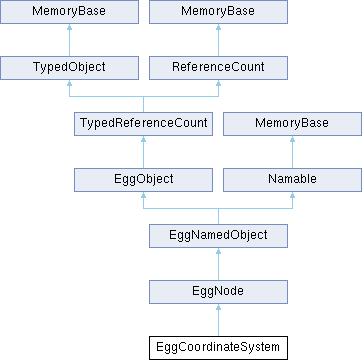 MemoryBase
MemoryBase
TypedObject
ReferenceCount
TypedReferenceCount
MemoryBase
EggObject
Namable
EggNamedObject
EggNode
EggCoordinateSystem